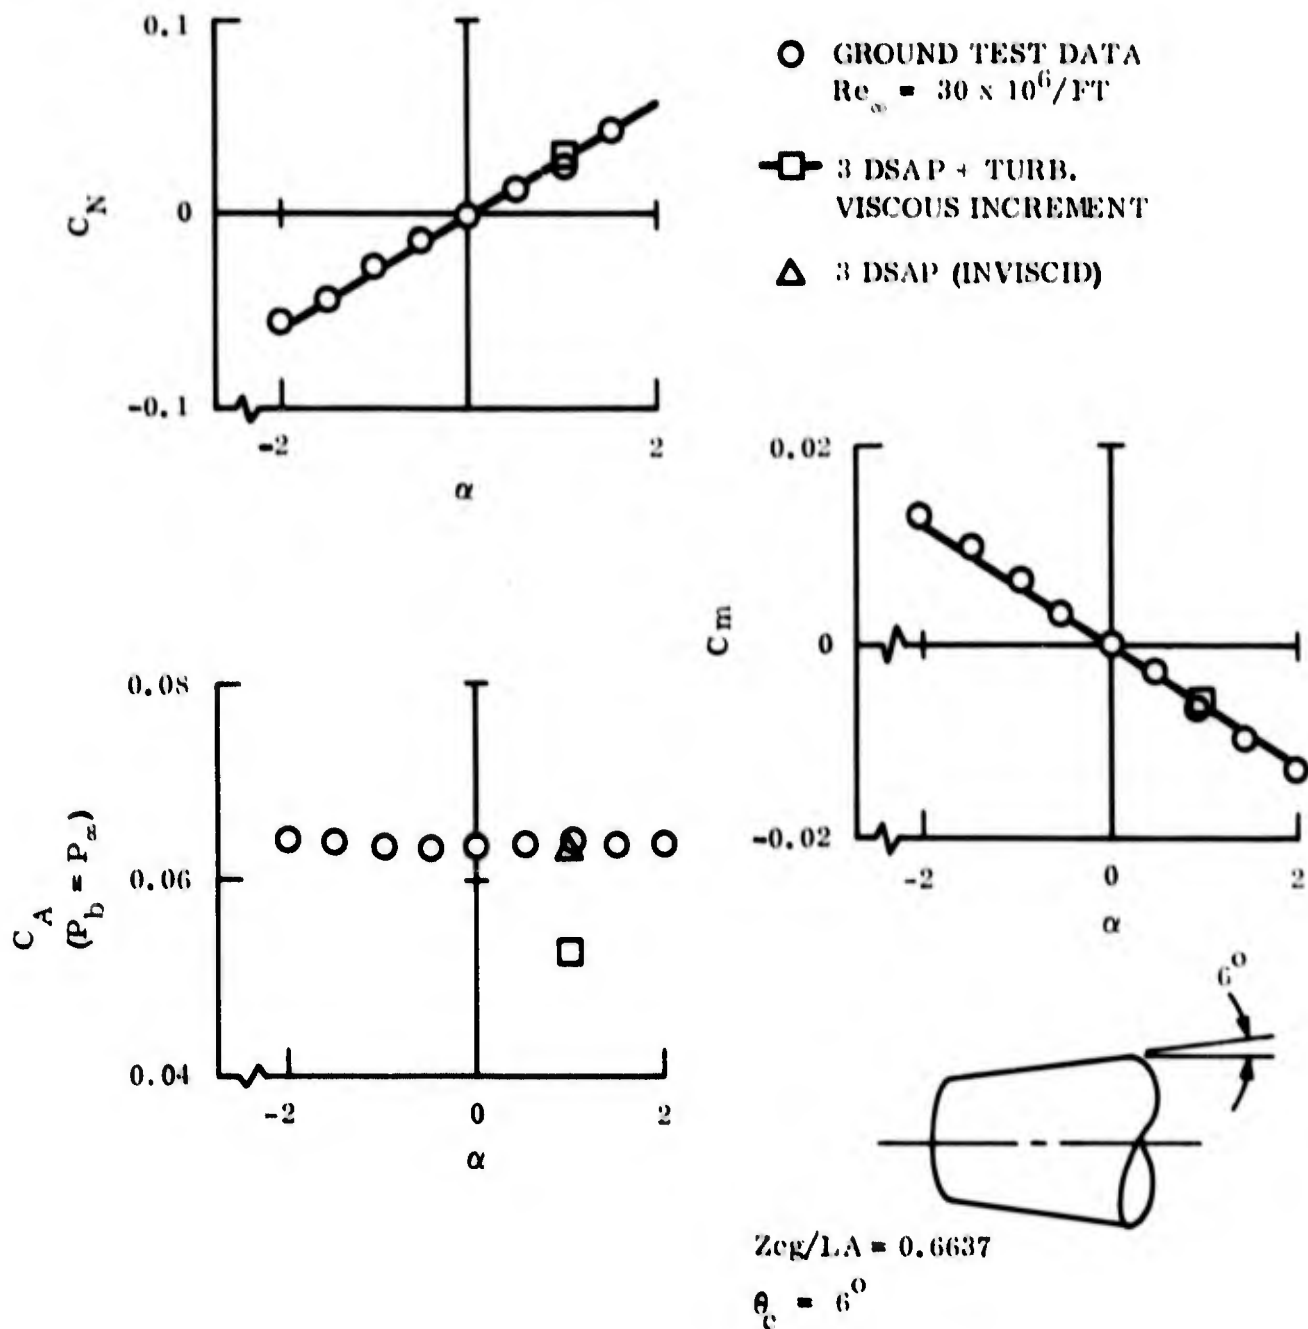 0.1
C_N
0
-0.1
-2
2
α
○ GROUND TEST DATA
Re_∞ = 30 x 10^6/FT
□ 3 DSAP + TURB.
VISCOUS INCREMENT
△ 3 DSAP (INVISCID)
0.02
C_m
0
-0.02
-2
0
2
α
0.08
C_A
(P_b = P_∞)
0.06
0.04
-2
0
2
α
6°
Zcg/LA = 0.6637
θ_c = 6°